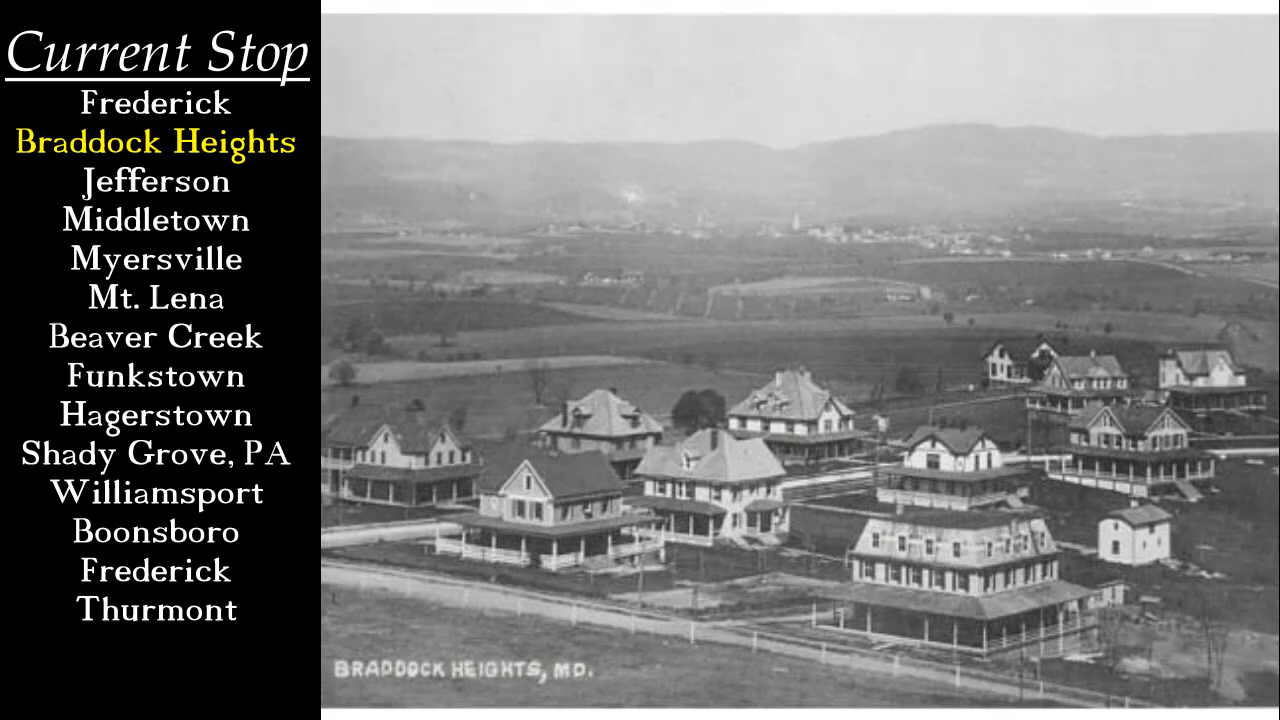 Current Stop
Frederick
Braddock Heights
Jefferson
Middletown
Myersville
Mt. Lena
Beaver Creek
Funkstown
Hagerstown
Shady Grove, PA
Williamsport
Boonsboro
Frederick
Thurmont
BRADDOCK HEIGHTS, MD.